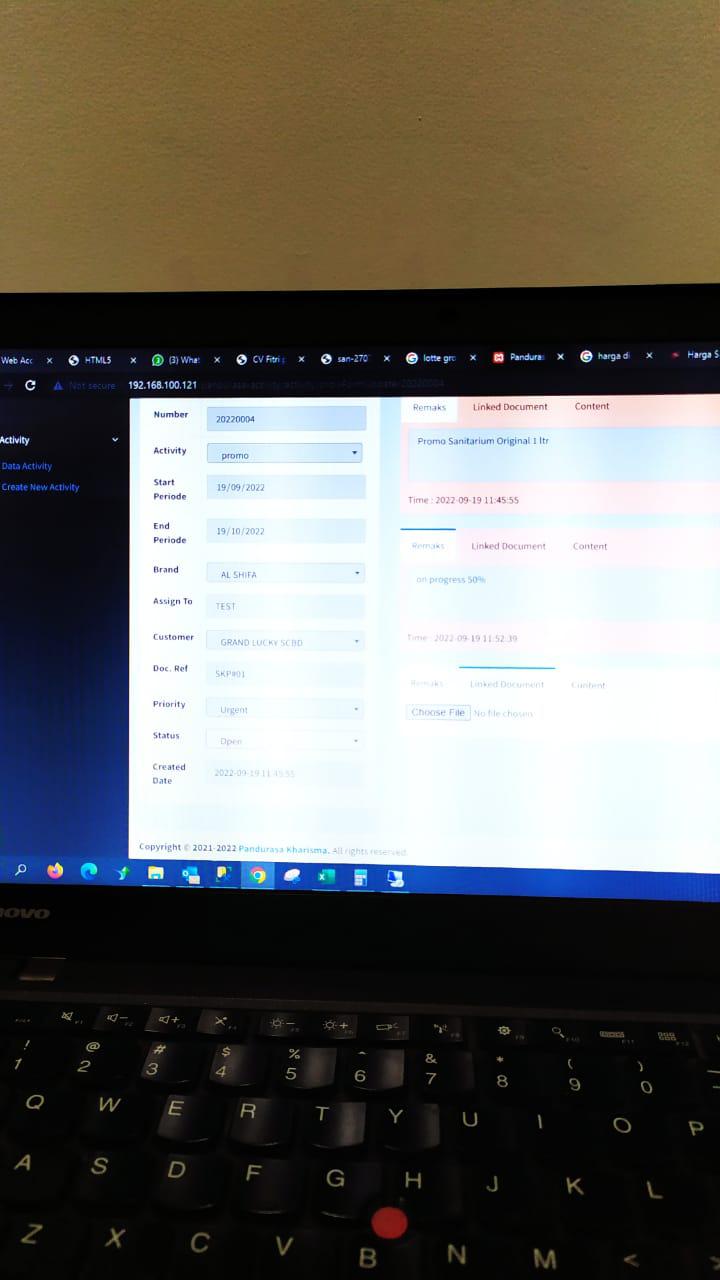 Web Acc
HTML5
(3) What
CV Fitri
san-270
lotte gro
Pandura
harga di
Harga S
Not secure
192.168.100.121
Activity
Data Activity
Create New Activity
Number
20220004
Activity
promo
Start
Periode
19/09/2022
End
Periode
19/10/2022
Brand
AL SHIFA
Assign To
TEST
Customer
GRAND LUCKY SCBD
Doc. Ref
SKP#01
Priority
Urgent
Status
Open
Created
Date
2022-09-19 11:45:55
Remaks Linked Document Content
Promo Sanitarium Original 1 ltr
Time : 2022-09-19 11:45:55
Remaks Linked Document Content
on progress 50%
Time : 2022-09-19 11:52:39
Remaks Linked Document Content
Choose File No file chosen
Copyright © 2021-2022 Pandurasa Kharisma. All rights reserved.
novo
! @ # $ % ^ & * ( )
1 2 3 4 5 6 7 8 9 0
Q W E R T Y U I O P
A S D F G H J K L
Z X C V B N M <